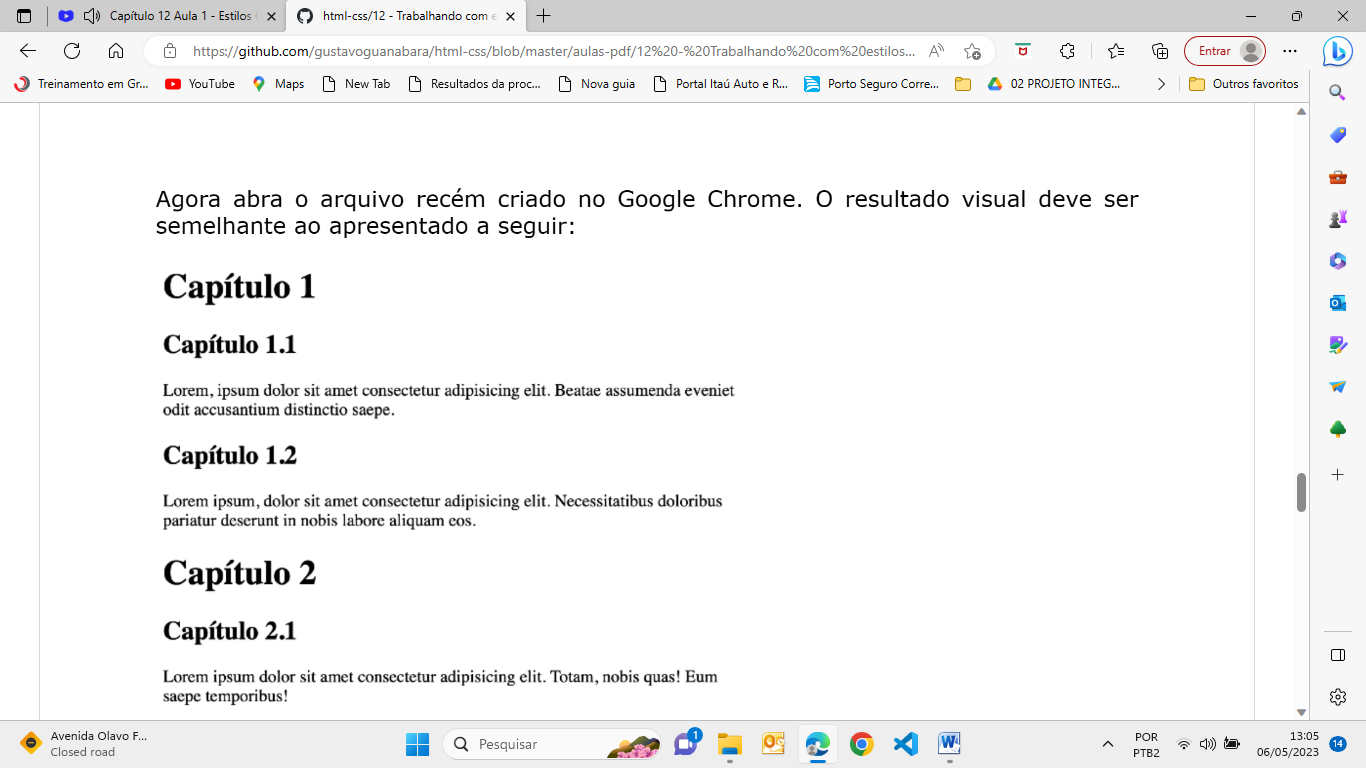 Capítulo 12 Aula 1 - Estilos
html-css/12 - Trabalhando com e
https://github.com/gustavoguanabara/html-css/blob/master/aulas-pdf/12%20-%20Trabalhando%20com%20estilos...
Entrar
Treinamento em Gr...
YouTube
Maps
New Tab
Resultados da proc...
Nova guia
Portal Itaú Auto e R...
Porto Seguro Corre...
02 PROJETO INTEG...
Outros favoritos
Agora abra o arquivo recém criado no Google Chrome. O resultado visual deve ser
semelhante ao apresentado a seguir:
Capítulo 1
Capítulo 1.1
Lorem, ipsum dolor sit amet consectetur adipisicing elit. Beatae assumenda eveniet
odit accusantium distinctio saepe.
Capítulo 1.2
Lorem ipsum, dolor sit amet consectetur adipisicing elit. Necessitatibus doloribus
pariatur deserunt in nobis labore aliquam eos.
Capítulo 2
Capítulo 2.1
Lorem ipsum dolor sit amet consectetur adipisicing elit. Totam, nobis quas! Eum
saepe temporibus!
Avenida Olavo F...
Closed road
Pesquisar
1
POR
PTB2
13:05
06/05/2023
14